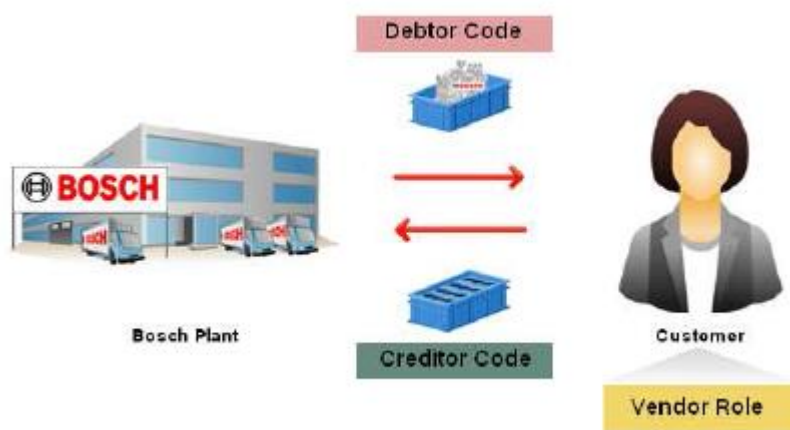 Debtor Code
BOSCH
Bosch Plant
Customer
Creditor Code
Vendor Role